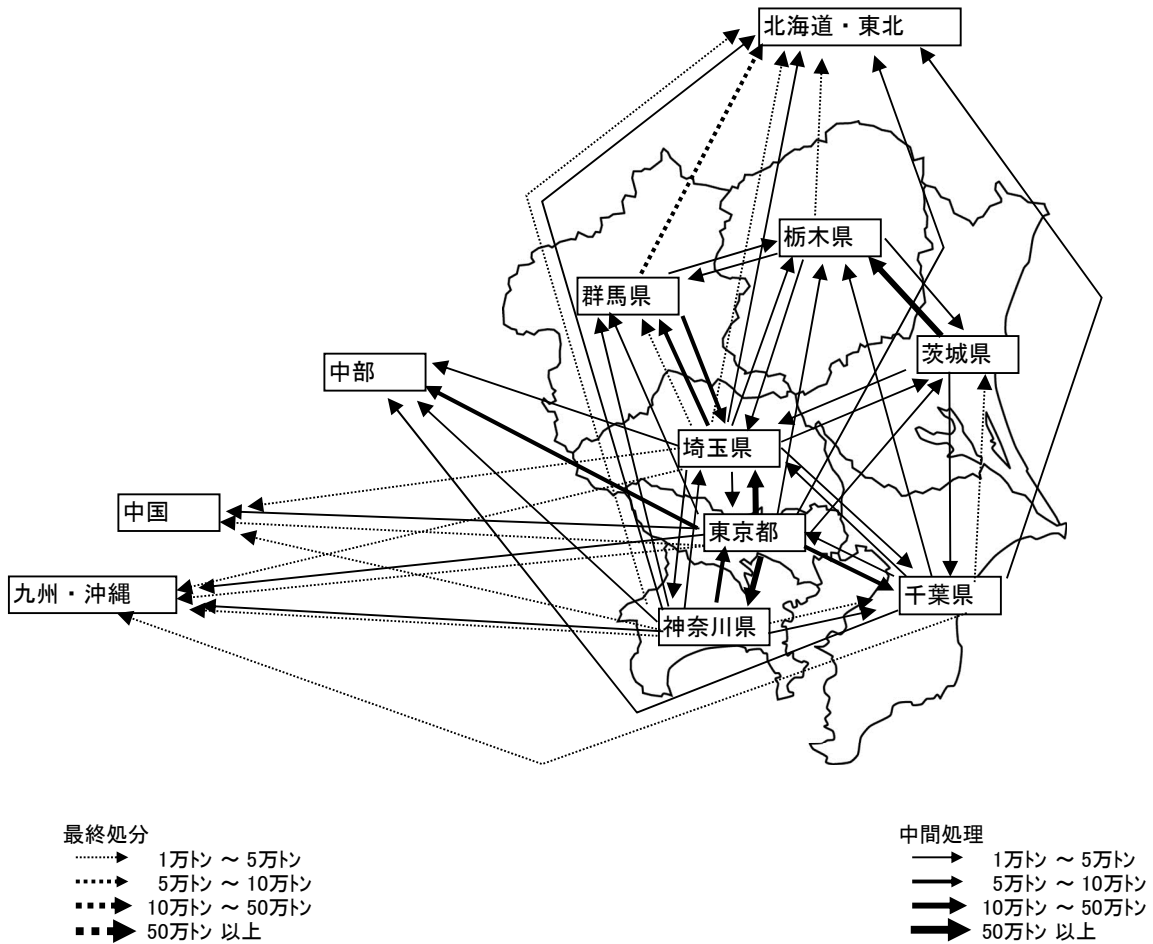 北海道・東北
栃木県
群馬県
茨城県
中部
埼玉県
中国
東京都
九州・沖縄
千葉県
神奈川県
最終処分
1万トン ～ 5万トン
5万トン ～ 10万トン
10万トン ～ 50万トン
50万トン 以上
中間処理
1万トン ～ 5万トン
5万トン ～ 10万トン
10万トン ～ 50万トン
50万トン 以上